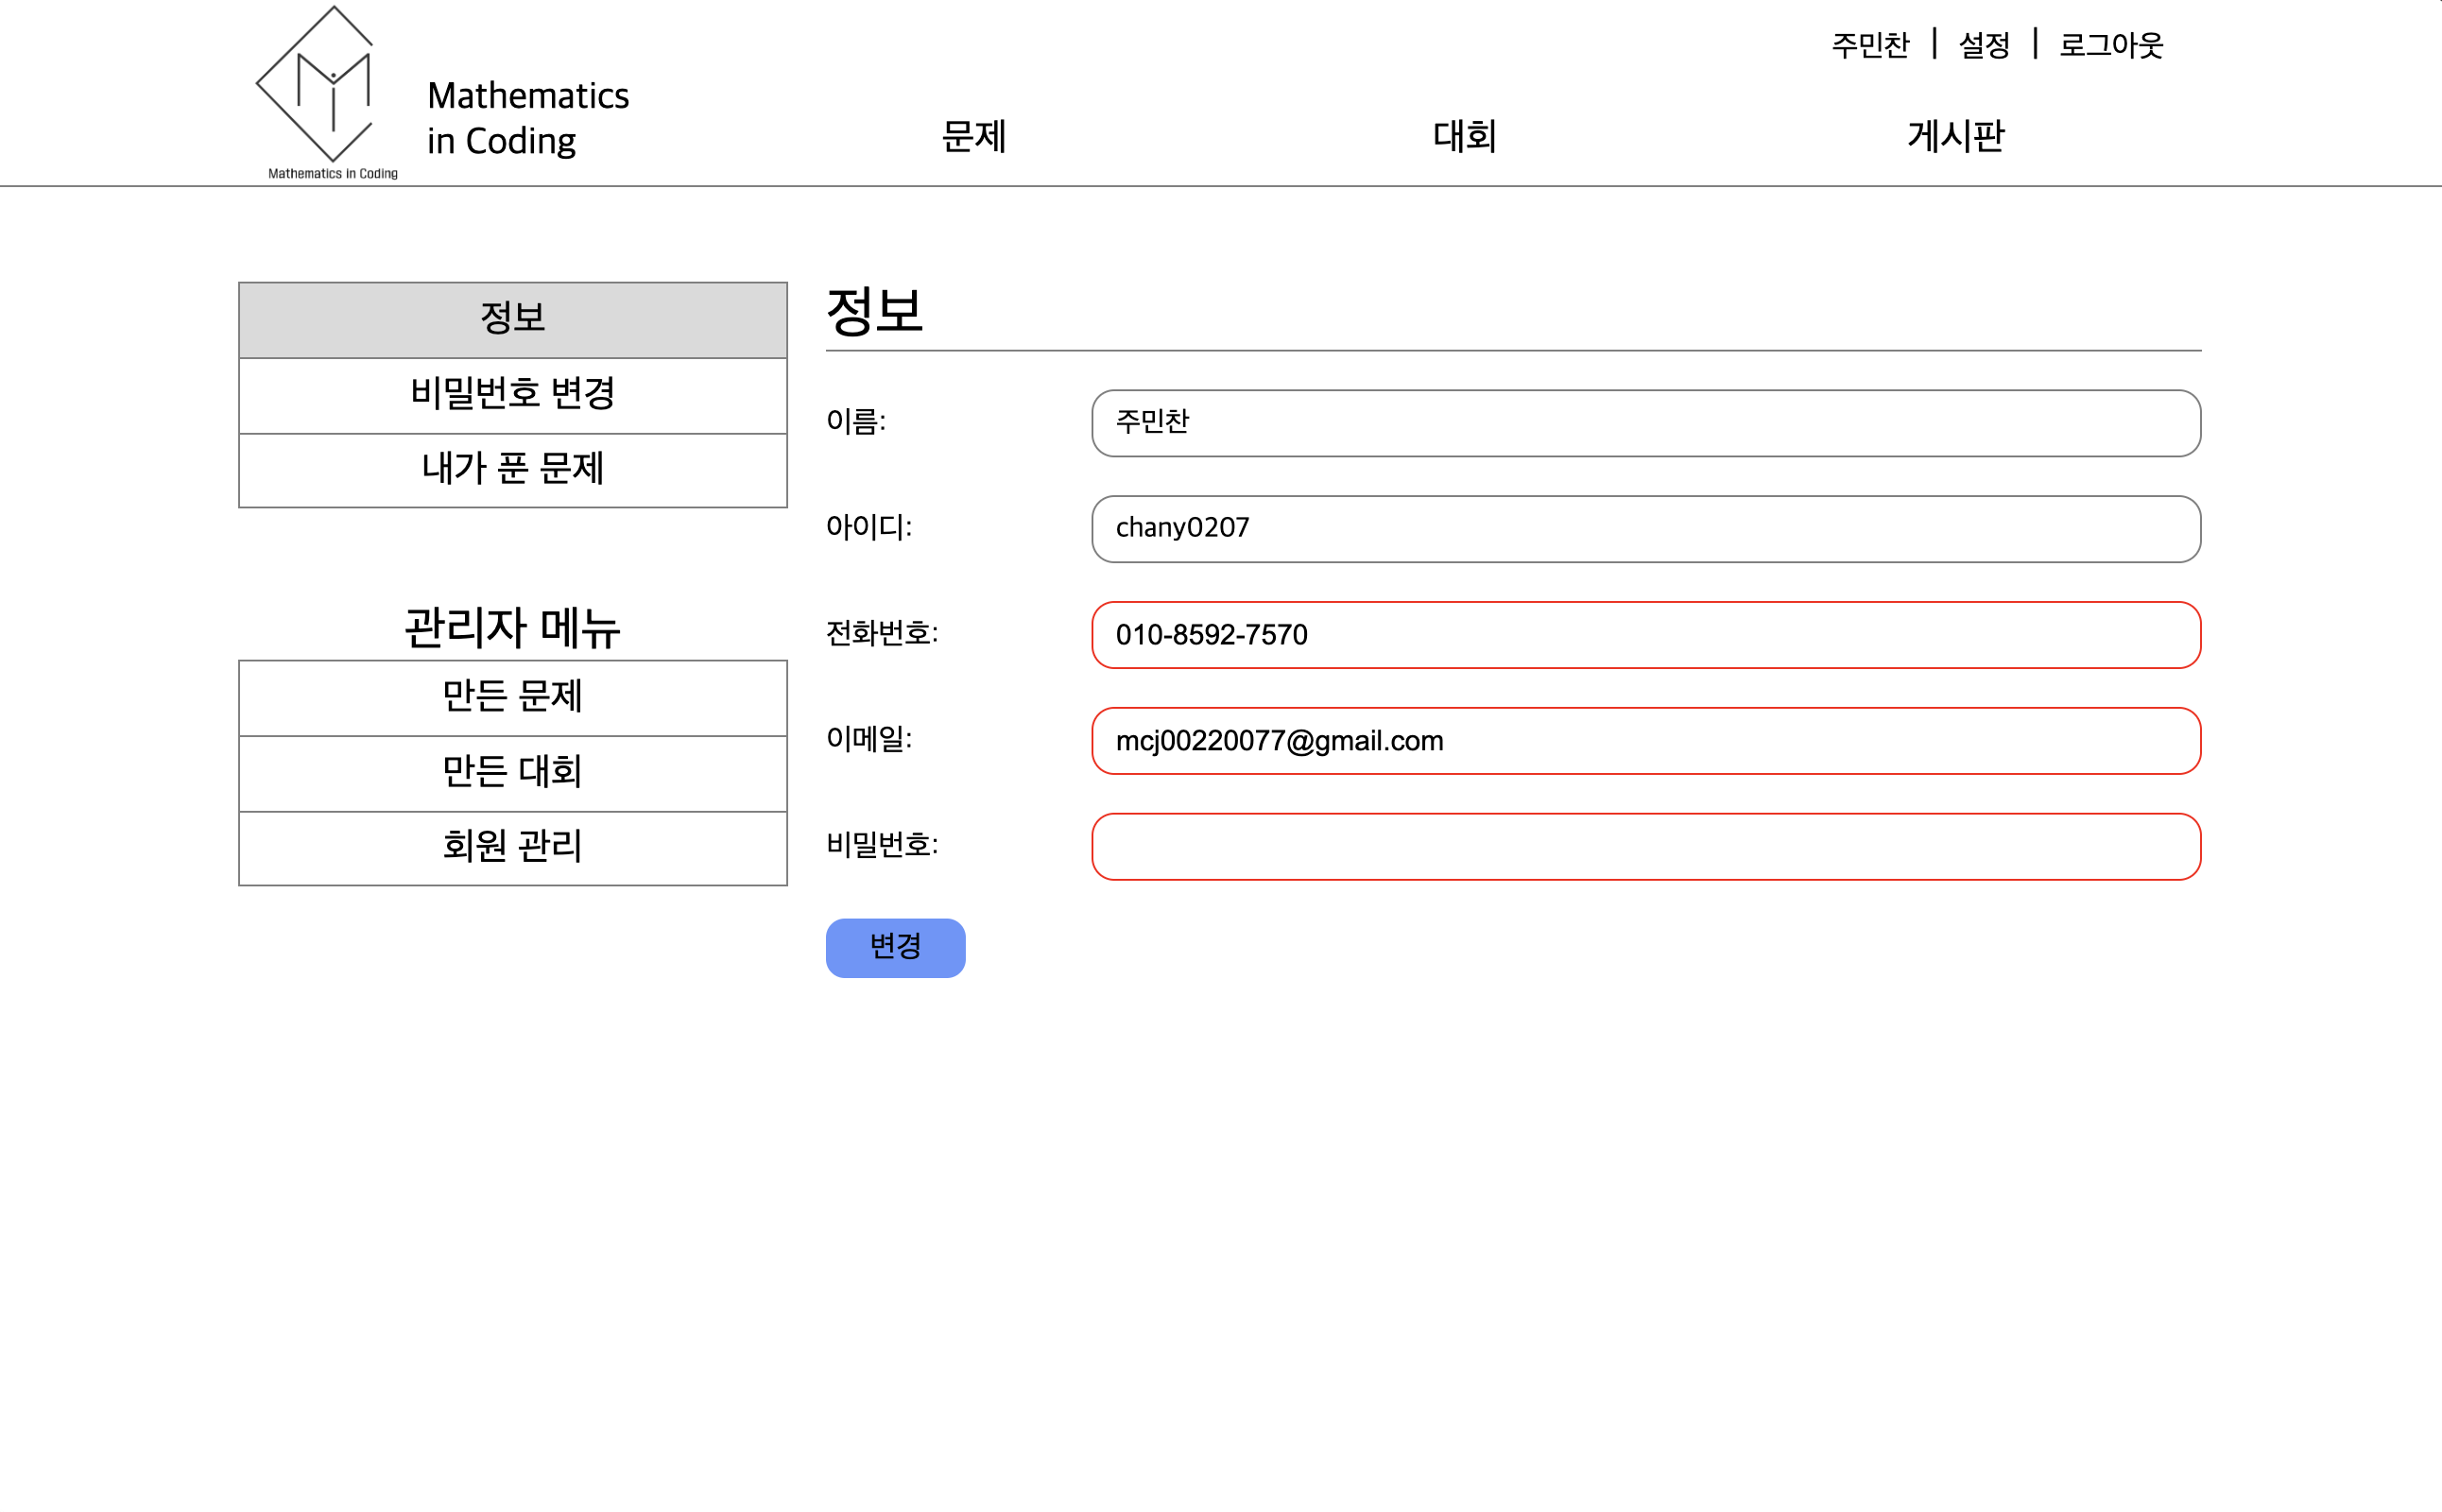 주민찬 | 설정 | 로그아웃
Mathematics
in Coding
Mathematics in Coding
문제 대회 게시판
정보
비밀번호 변경
내가 푼 문제
관리자 메뉴
만든 문제
만든 대회
회원 관리
정보
이름: 주민찬
아이디: chany0207
전화번호: 010-8592-7570
이메일: mcj00220077@gmail.com
비밀번호:
변경